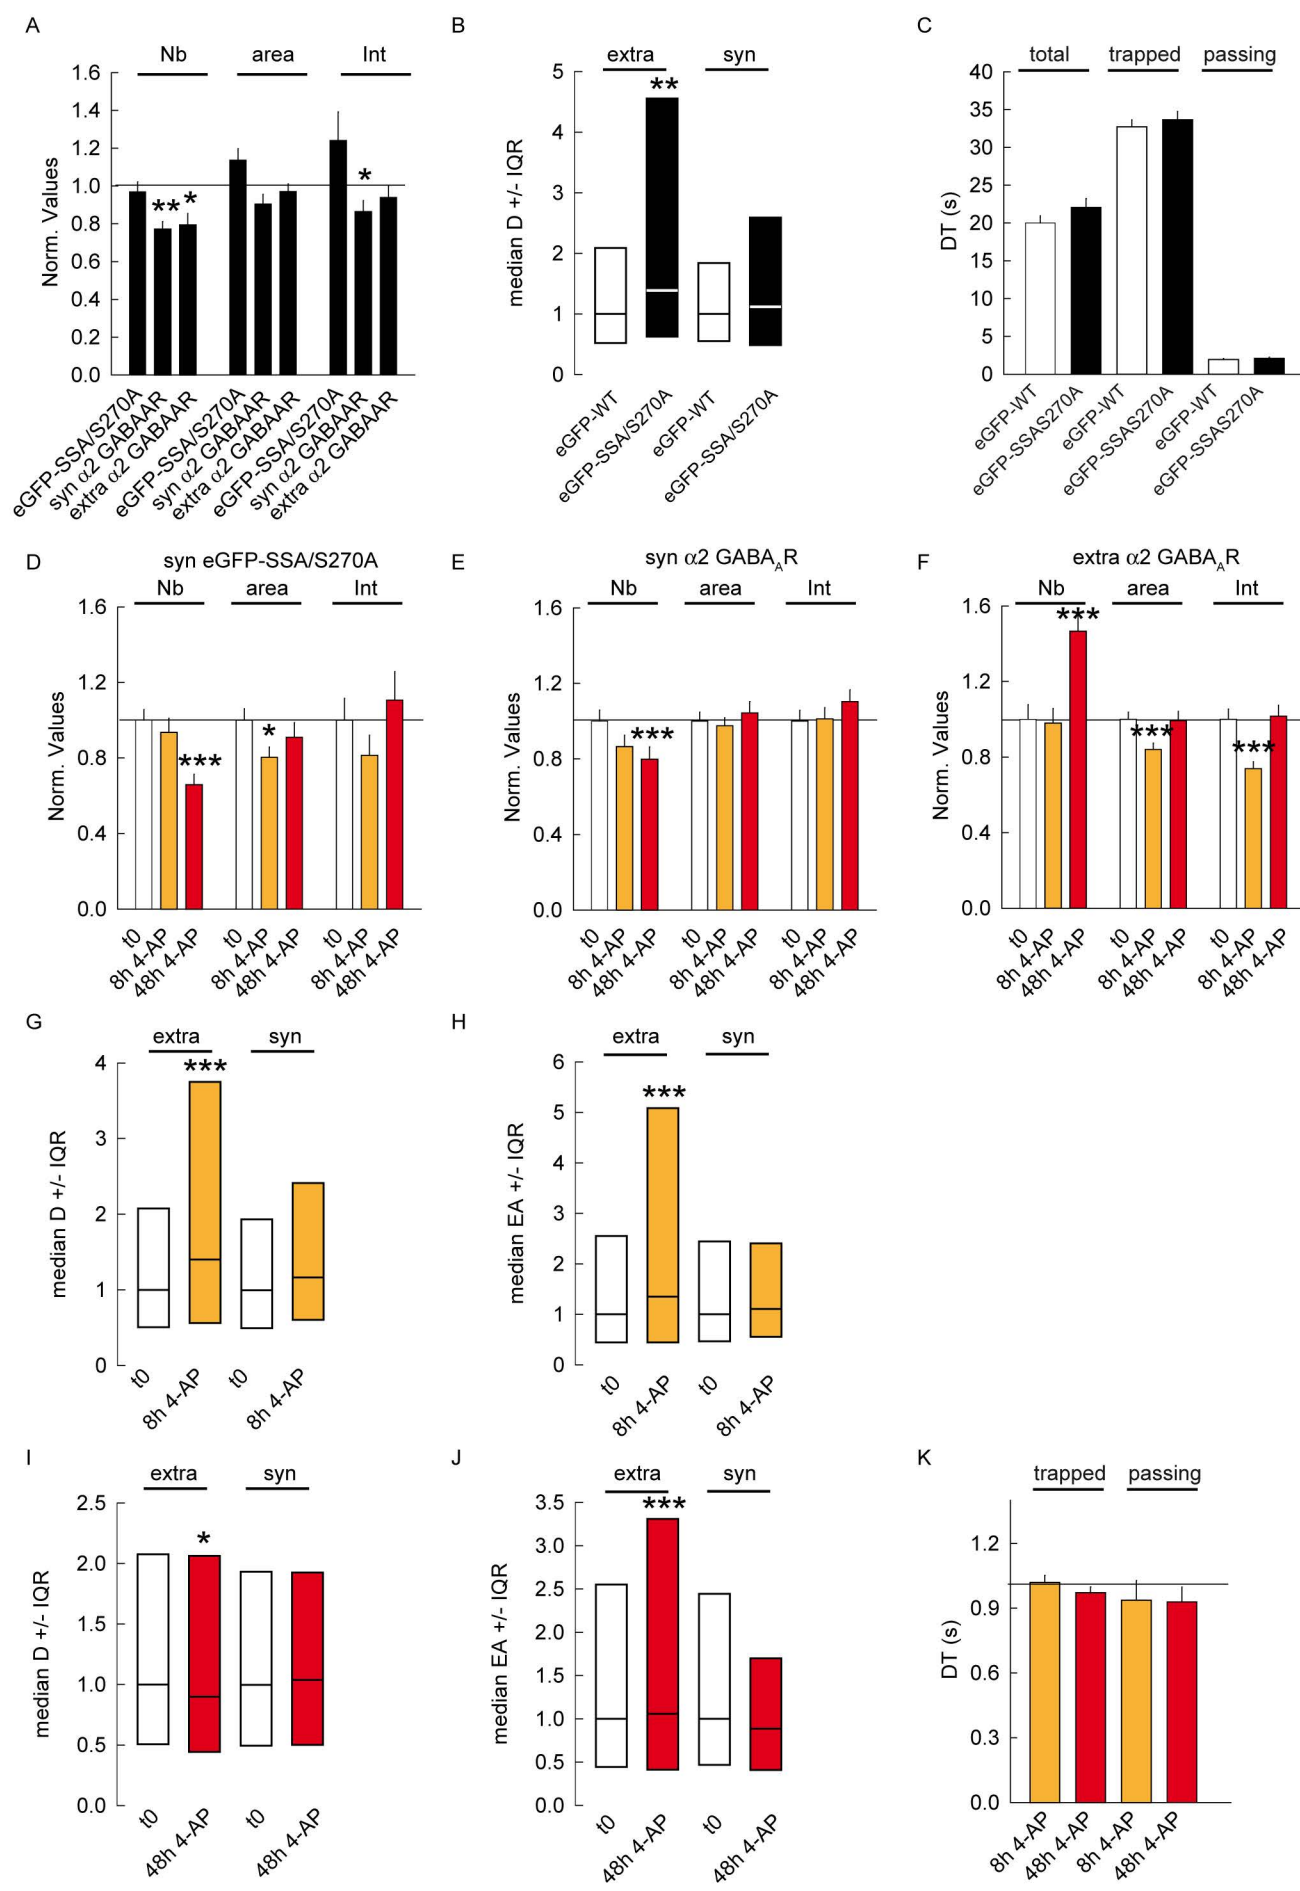 A
Nb area Int
Norm. Values
1.6
1.4
1.2
1.0
0.8
0.6
0.4
0.2
0.0
** * *
eGFP-SSA/S270A
syn α2 GABAAR
extra α2 GABAAR
eGFP-SSA/S270A
syn α2 GABAAR
extra α2 GABAAR
eGFP-SSA/S270A
syn α2 GABAAR
extra α2 GABAAR
B
extra syn
median D +/- IQR
5
4
3
2
1
0
**
eGFP-WT
eGFP-SSA/S270A
eGFP-WT
eGFP-SSA/S270A
C
total trapped passing
DT (s)
40
35
30
25
20
15
10
5
0
eGFP-WT
eGFP-SSAS270A
eGFP-WT
eGFP-SSAS270A
eGFP-WT
eGFP-SSAS270A
D
syn eGFP-SSA/S270A
Nb area Int
Norm. Values
1.6
1.2
0.8
0.4
0.0
*** *
t0
8h 4-AP
48h 4-AP
t0
8h 4-AP
48h 4-AP
t0
8h 4-AP
48h 4-AP
E
syn α2 GABA_AR
Nb area Int
Norm. Values
1.6
1.2
0.8
0.4
0.0
***
t0
8h 4-AP
48h 4-AP
t0
8h 4-AP
48h 4-AP
t0
8h 4-AP
48h 4-AP
F
extra α2 GABA_AR
Nb area Int
Norm. Values
1.6
1.2
0.8
0.4
0.0
*** *** ***
t0
8h 4-AP
48h 4-AP
t0
8h 4-AP
48h 4-AP
t0
8h 4-AP
48h 4-AP
G
extra syn
median D +/- IQR
4
3
2
1
0
***
t0
8h 4-AP
t0
8h 4-AP
H
extra syn
median EA +/- IQR
6
5
4
3
2
1
0
***
t0
8h 4-AP
t0
8h 4-AP
I
extra syn
median D +/- IQR
2.5
2.0
1.5
1.0
0.5
0.0
*
t0
48h 4-AP
t0
48h 4-AP
J
extra syn
median EA +/- IQR
3.5
3.0
2.5
2.0
1.5
1.0
0.5
0.0
***
t0
48h 4-AP
t0
48h 4-AP
K
trapped passing
DT (s)
1.2
0.9
0.6
0.3
0.0
8h 4-AP
48h 4-AP
8h 4-AP
48h 4-AP